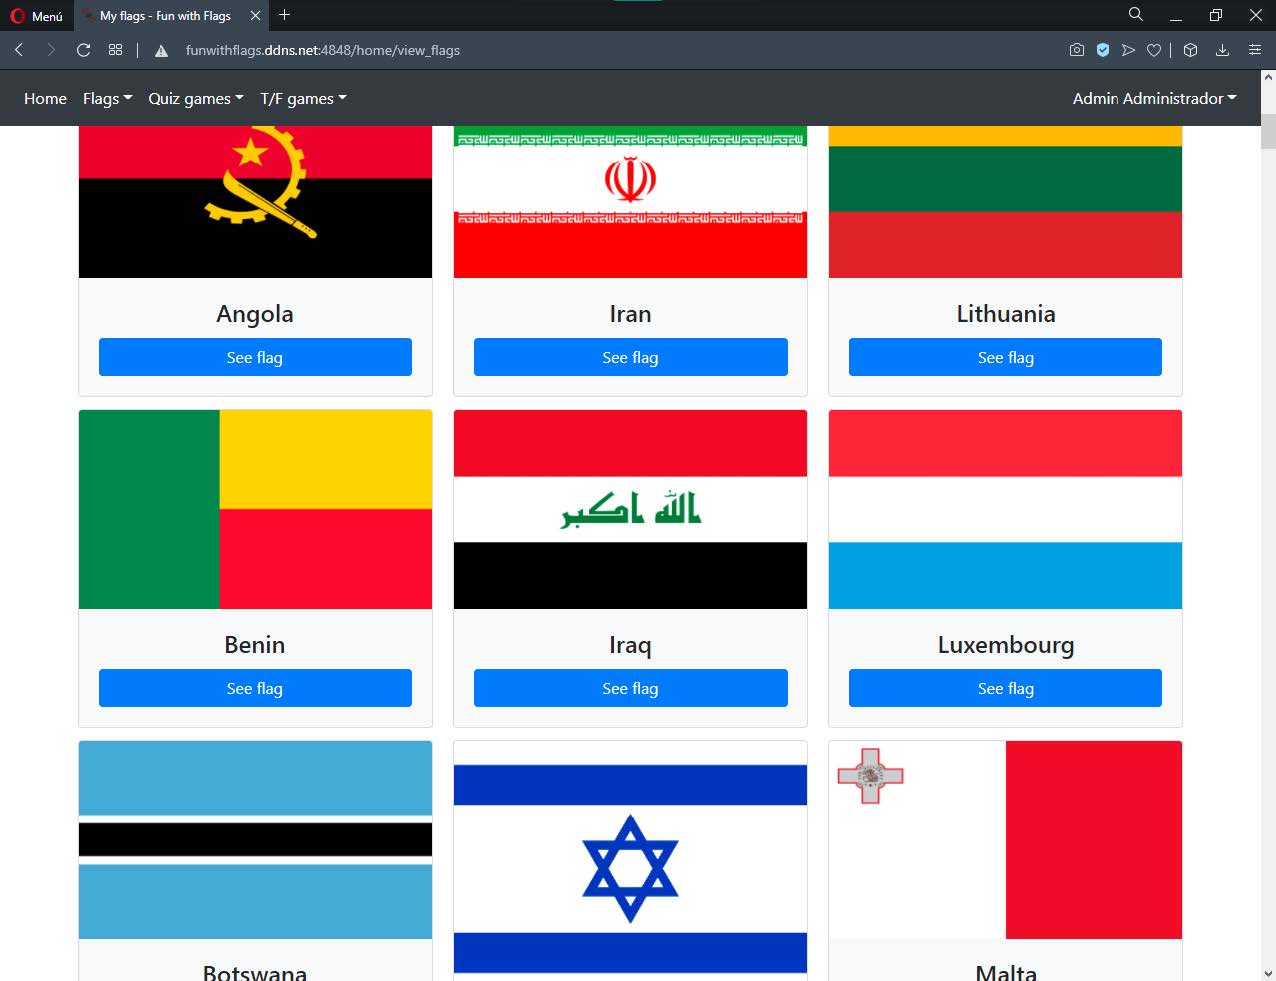 Menú
My flags - Fun with Flags
funwithflags.ddns.net:4848/home/view_flags
Home Flags Quiz games T/F games Admin Administrador
Angola Iran Lithuania
See flag See flag See flag
الله اكبر
Benin Iraq Luxembourg
See flag See flag See flag
Botswana Malta